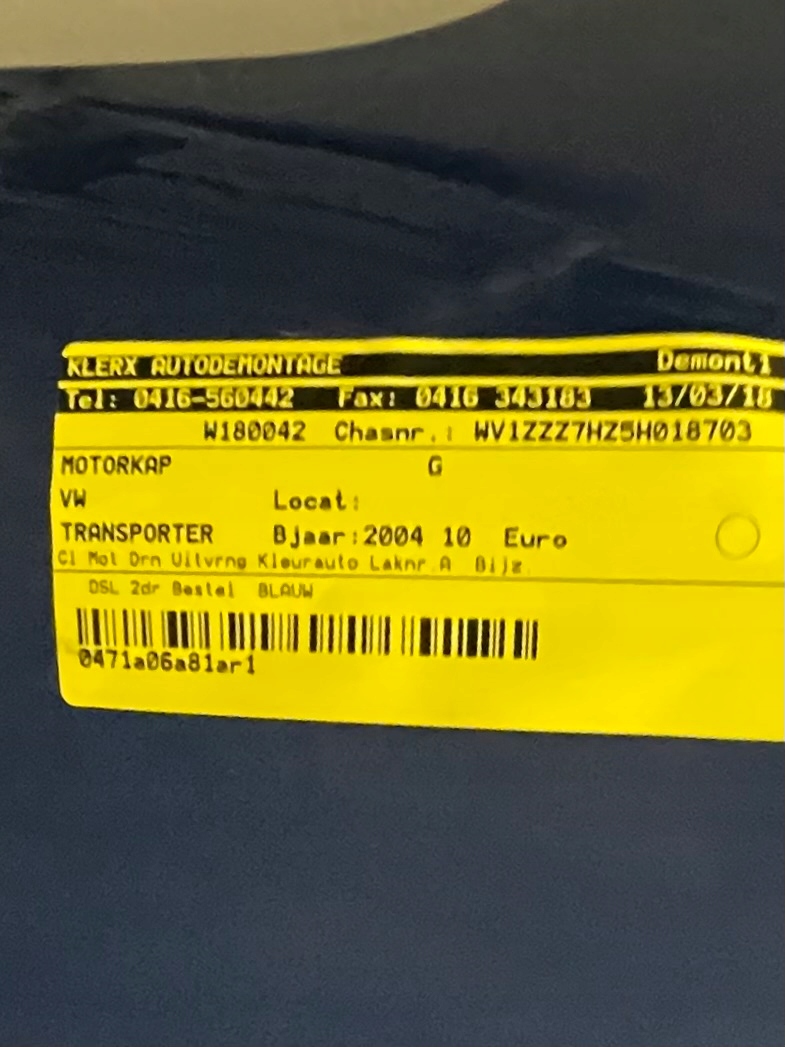 KLERX AUTODEMONTAGE Demonti
Tel: 0416-560442 Fax: 0416 343183 13/03/18
W180042 Chasnr.: WV1ZZZ7HZ5H018703
MOTORKAP G
VW Locat:
TRANSPORTER Bjaar:2004 10 Euro
Cl Mot Drn Uitvrng Kleurauto Laknr A Bijz.
DSL 2dr Bestel BLAUW
0471a06a81ar1